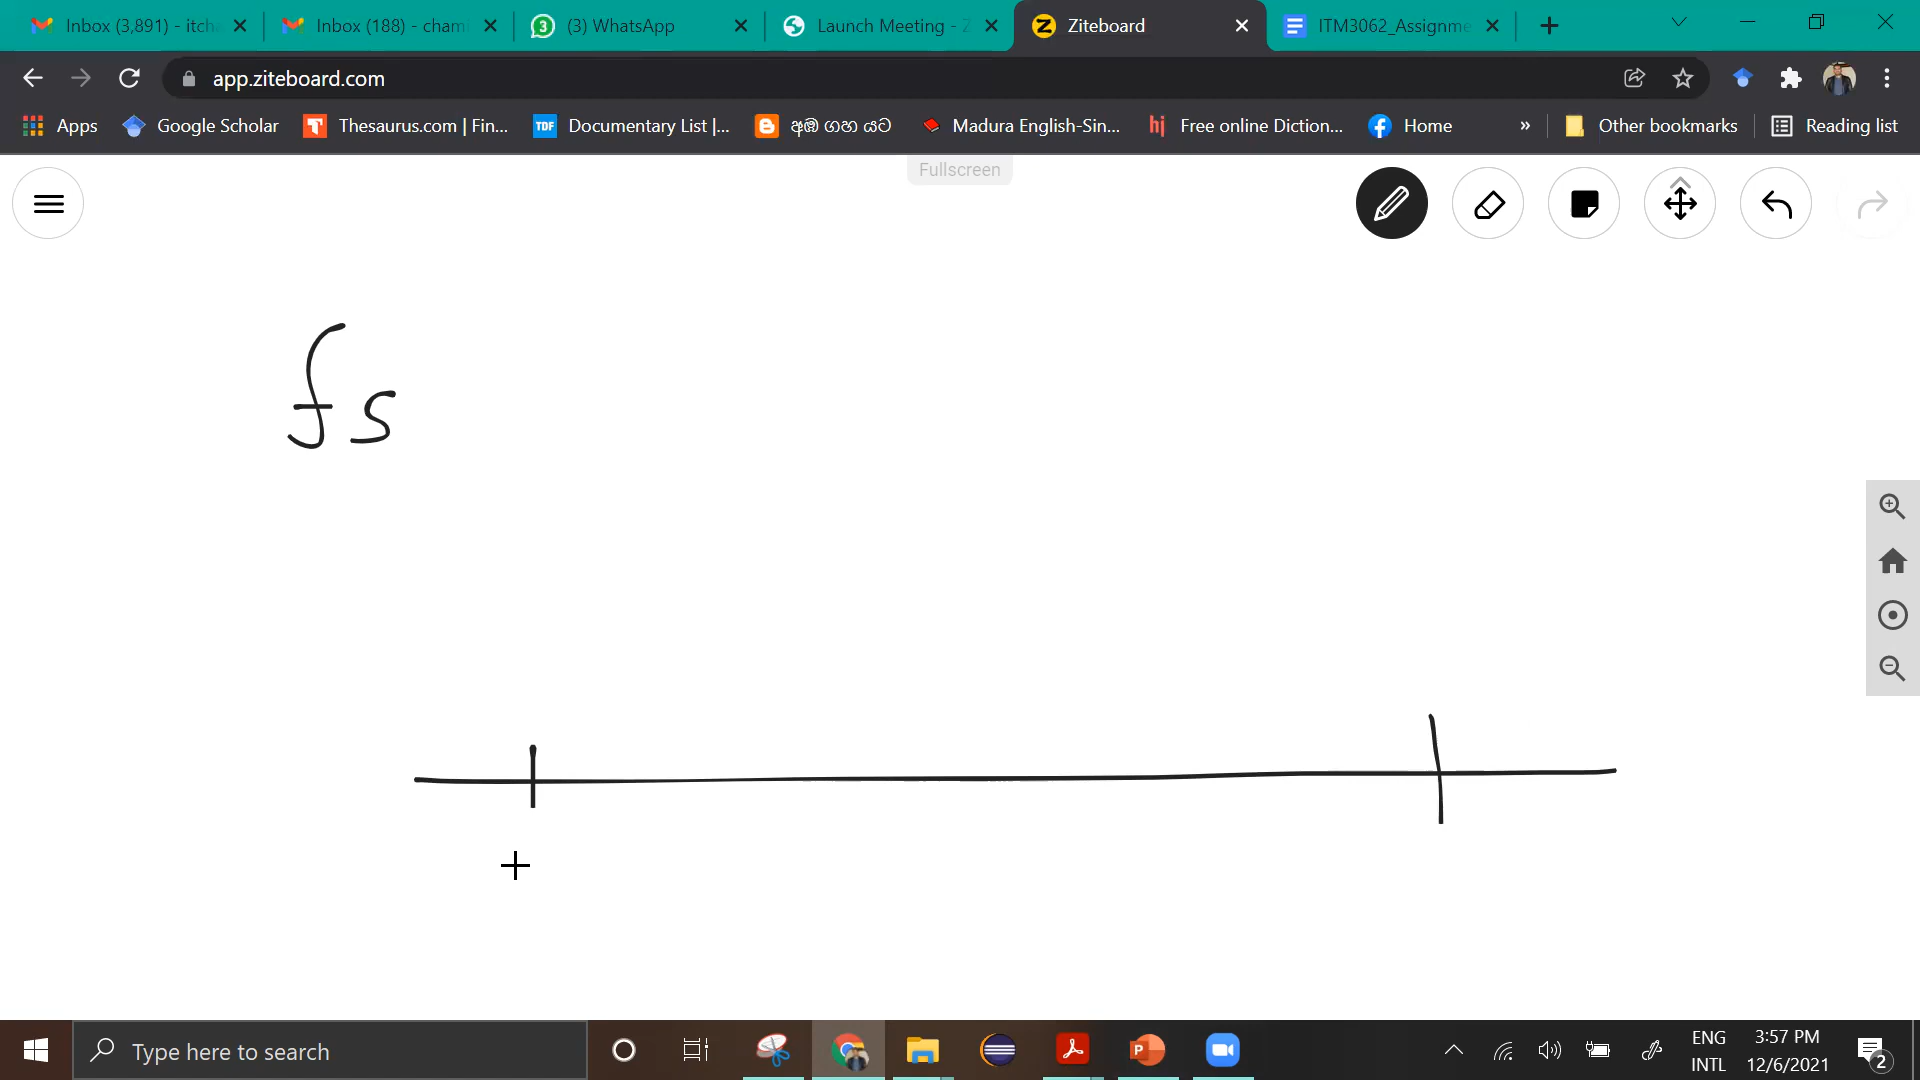 Inbox (3,891) - itcha Inbox (188) - cham (3) WhatsApp Launch Meeting - Z Ziteboard ITM3062_Assignme
app.ziteboard.com
Apps Google Scholar Thesaurus.com | Fin... Documentary List |... අඹ ගහ යට Madura English-Sin... Free online Diction... Home » Other bookmarks Reading list
Fullscreen
fs
Type here to search
ENG 3:57 PM
INTL 12/6/2021 2